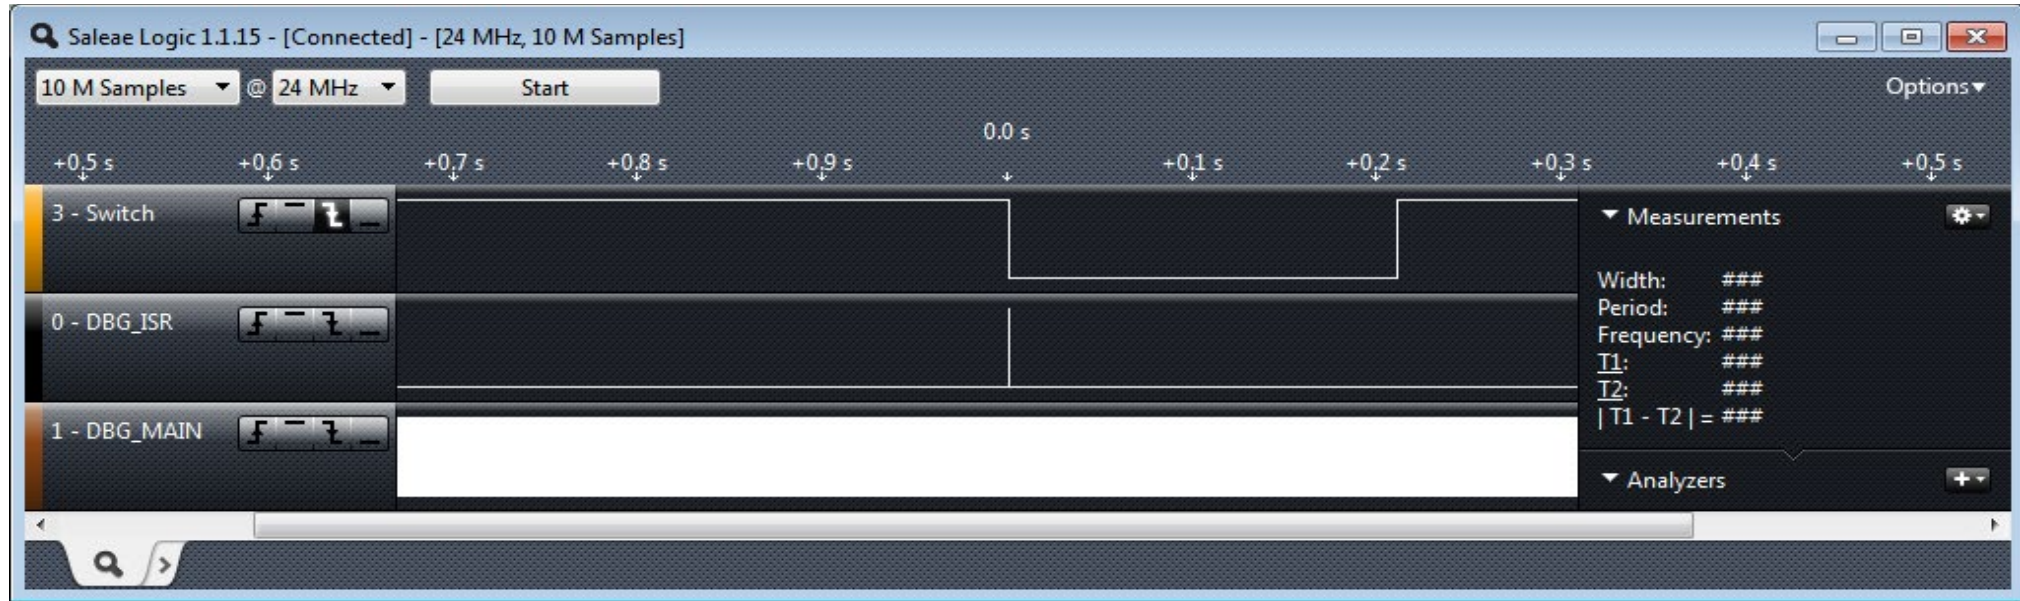 Saleae Logic 1.1.15 - [Connected] - [24 MHz, 10 M Samples]
10 M Samples @ 24 MHz Start Options
0.0 s
+0,5 s +0,6 s +0,7 s +0,8 s +0,9 s +0,1 s +0,2 s +0,3 s +0,4 s +0,5 s
3 - Switch
0 - DBG_ISR
1 - DBG_MAIN
Measurements
Width: ###
Period: ###
Frequency: ###
T1: ###
T2: ###
| T1 - T2 | = ###
Analyzers